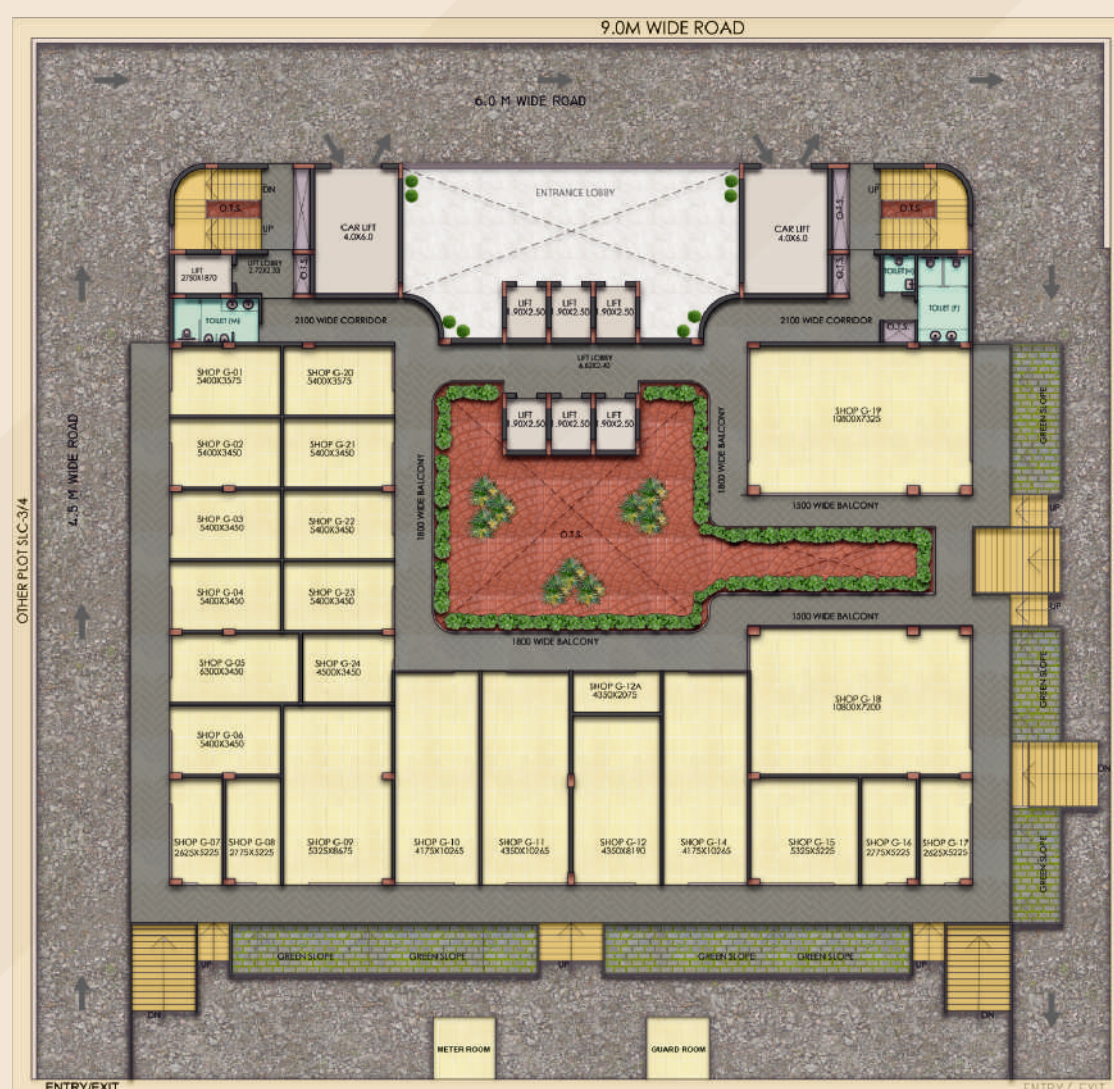 9.0M WIDE ROAD
6.0 M WIDE ROAD
ENTRANCE LOBBY
DN
O.T.S.
UP
CAR LIFT
4.0X6.0
O.T.S.
CAR LIFT
4.0X6.0
UP
O.T.S.
LIFT
2750X1870
LIFT LOBBY
O.T.S.
O.T.S.
TOILET(H)
TOILET (M)
TOILET (F)
O.T.S.
2100 WIDE CORRIDOR
LIFT
1.90X2.50
LIFT
1.90X2.50
LIFT
1.90X2.50
2100 WIDE CORRIDOR
LIFT LOBBY
SHOP G-01
5400X3575
SHOP G-20
5400X3575
LIFT
1.90X2.50
LIFT
1.90X2.50
LIFT
1.90X2.50
SHOP G-19
10800X7325
GREEN SLOPE
SHOP G-02
5400X3450
SHOP G-21
5400X3450
1800 WIDE BALCONY
1800 WIDE BALCONY
4.5 M WIDE ROAD
OTHER PLOT SLC-3/4
SHOP G-03
5400X3450
SHOP G-22
5400X3450
O.T.S.
1500 WIDE BALCONY
UP
SHOP G-04
5400X3450
SHOP G-23
5400X3450
1500 WIDE BALCONY
UP
1800 WIDE BALCONY
SHOP G-05
6300X3450
SHOP G-24
4500X3450
SHOP G-12A
4350X2075
SHOP G-18
10800X7200
GREEN SLOPE
SHOP G-06
5400X3450
DN
SHOP G-07
2625X5225
SHOP G-08
2775X5225
SHOP G-09
5325X8675
SHOP G-10
4175X10265
SHOP G-11
4350X10265
SHOP G-12
4350X8190
SHOP G-14
4175X10265
SHOP G-15
5325X5225
SHOP G-16
2775X5225
SHOP G-17
2625X5225
GREEN SLOPE
UP
GREEN SLOPE
GREEN SLOPE
UP
GREEN SLOPE
GREEN SLOPE
UP
DN
DN
METER ROOM
GUARD ROOM
ENTRY/EXIT
ENTRY / EXIT